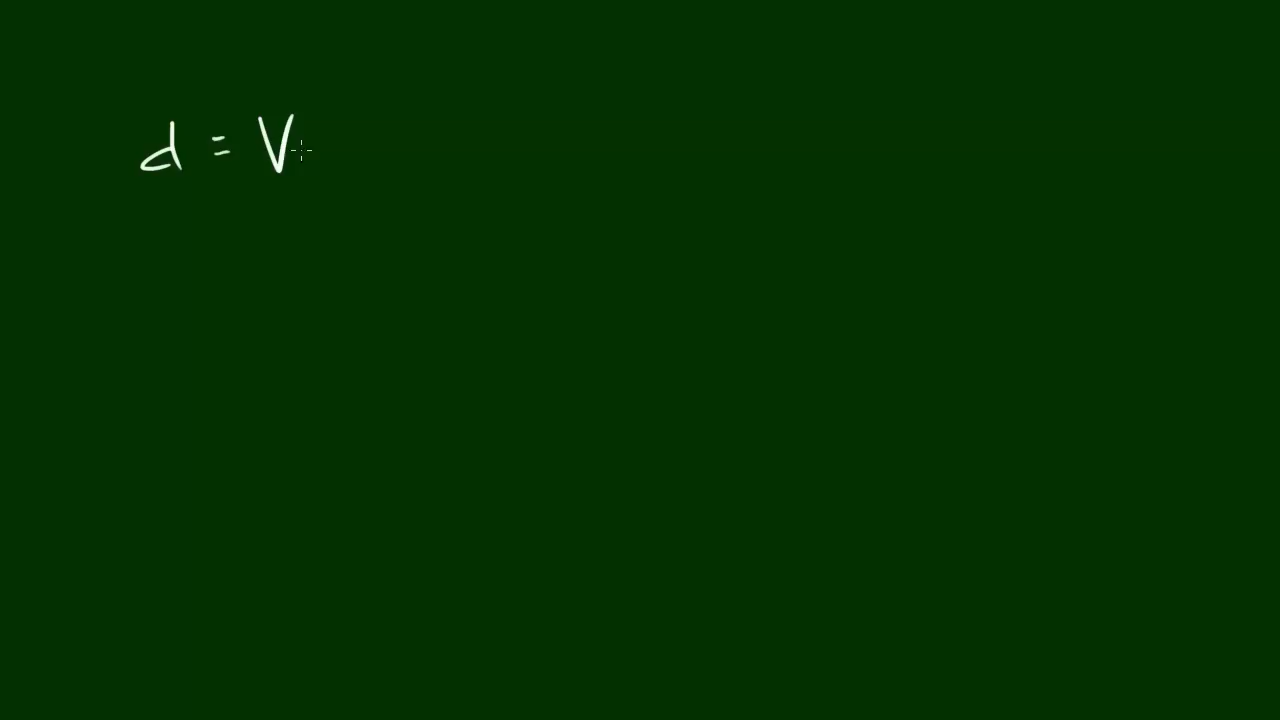 d = V